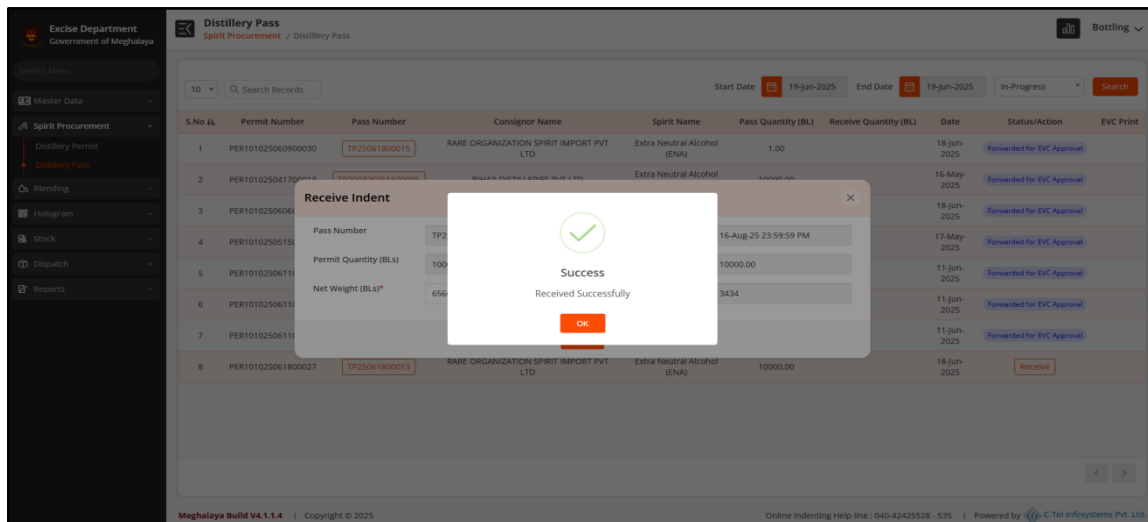 Excise Department
Government of Meghalaya
Distillery Pass
Spirit Procurement / Distillery Pass
Bottling
Search Menu
Master Data
Spirit Procurement
Distillery Permit
Distillery Pass
Blending
Hologram
Stock
Dispatch
Reports
10 Search Records Start Date 19-Jun-2025 End Date 19-Jun-2025 In-Progress Search
S.No Permit Number Pass Number Consignor Name Spirit Name Pass Quantity (BL) Receive Quantity (BL) Date Status/Action EVC Print
1 PER101025060900030 TP25061800015 RARE ORGANIZATION SPIRIT IMPORT PVT LTD Extra Neutral Alcohol (ENA) 1.00 18-Jun-2025 Forwarded for EVC Approval
2 Extra Neutral Alcohol 10000.00 16-May-2025 Forwarded for EVC Approval
3 18-Jun-2025 Forwarded for EVC Approval
4 17-May-2025 Forwarded for EVC Approval
5 11-Jun-2025 Forwarded for EVC Approval
6 11-Jun-2025 Forwarded for EVC Approval
7 11-Jun-2025 Forwarded for EVC Approval
8 PER101025061800027 TP25061800013 RARE ORGANIZATION SPIRIT IMPORT PVT LTD Extra Neutral Alcohol (ENA) 10000.00 18-Jun-2025 Receive
Receive Indent
Pass Number TP2 16-Aug-25 23:59:59 PM
Permit Quantity (BLs) 100 10000.00
Net Weight (BLs)* 656 3434
Success
Received Successfully
OK
Meghalaya Build V4.1.1.4 | Copyright © 2025
Online Indenting Help line : 040-42425528 - 535 | Powered by C-Tel Infosystems Pvt. Ltd